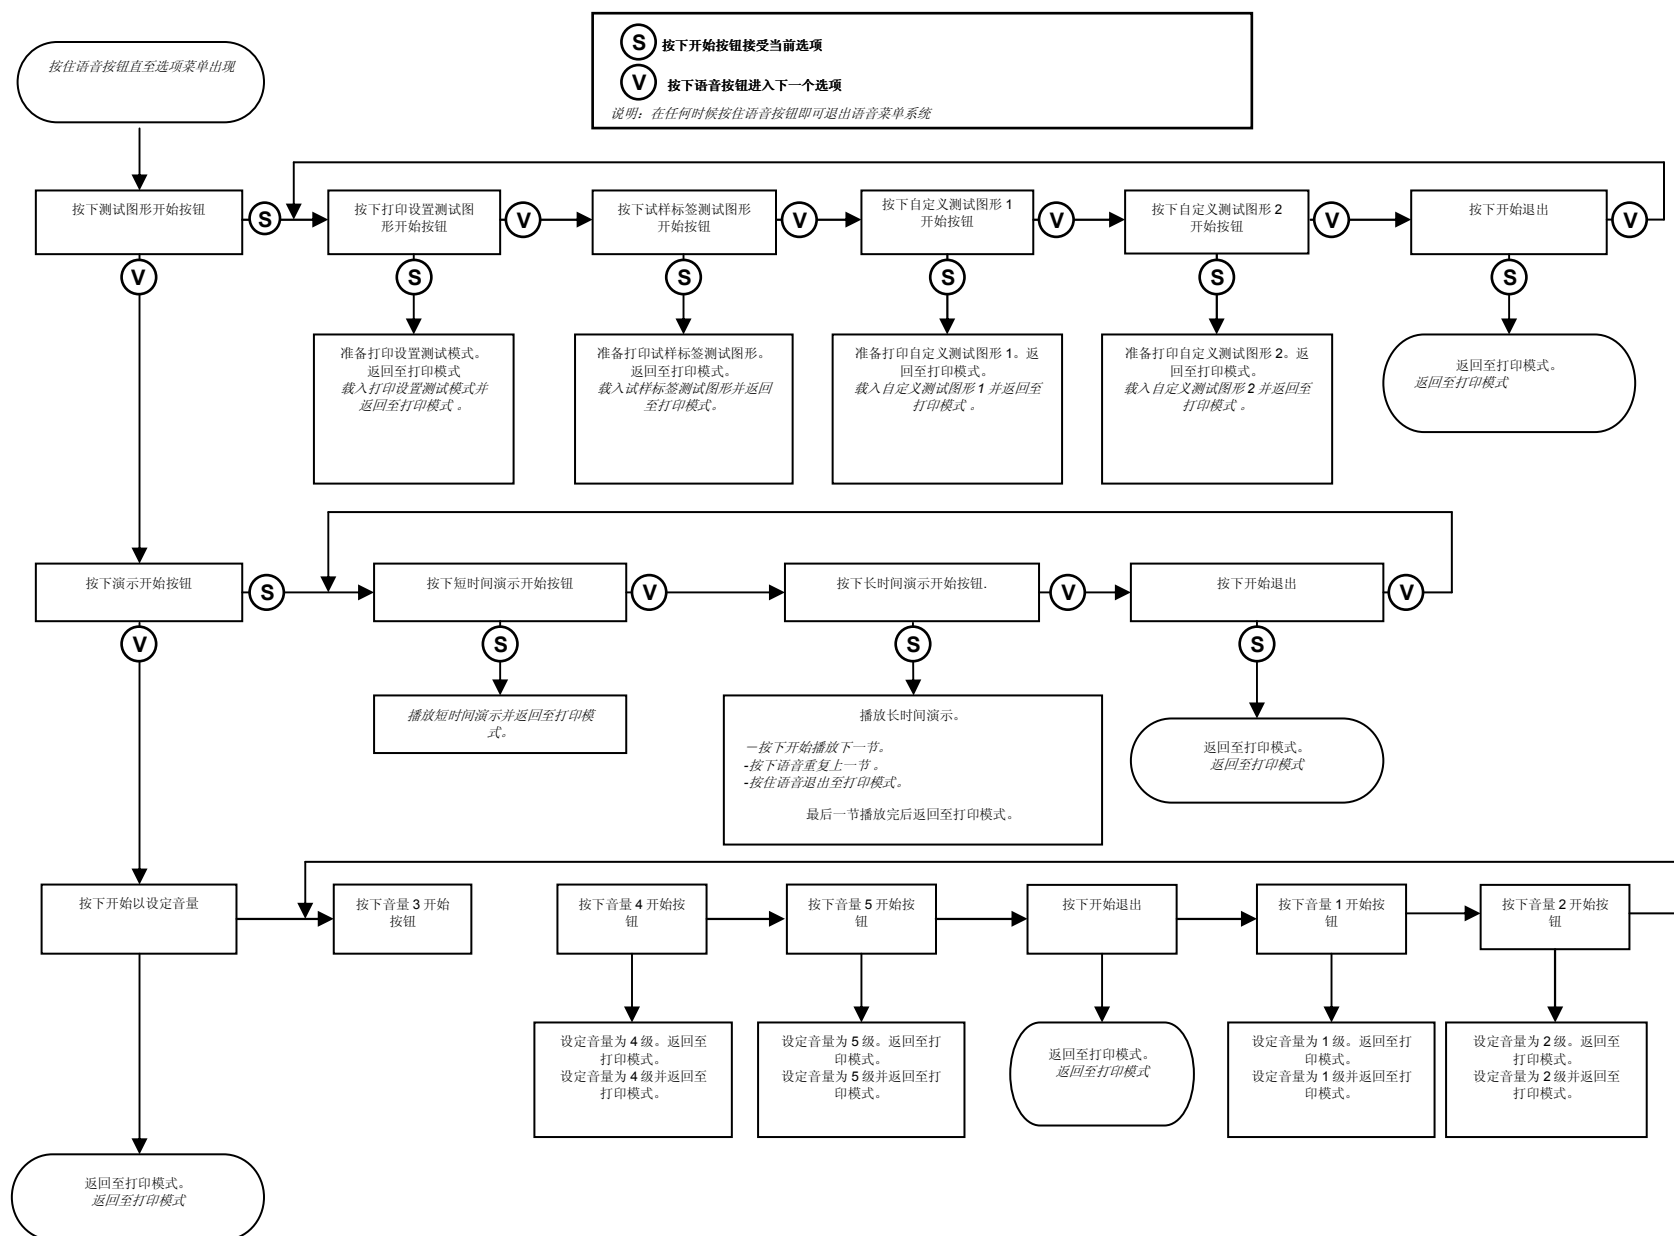 按住语音按钮直至选项菜单出现
S 按下开始按钮接受当前选项
V 按下语音按钮进入下一个选项
说明：在任何时候按住语音按钮即可退出语音菜单系统
按下测试图形开始按钮
S
按下打印设置测试图
形开始按钮
V
按下试样标签测试图形
开始按钮
V
按下自定义测试图形 1
开始按钮
V
按下自定义测试图形 2
开始按钮
V
按下开始退出
V
V
S
S
S
S
S
准备打印设置测试模式。
返回至打印模式
载入打印设置测试模式并
返回至打印模式 。
准备打印试样标签测试图形。
返回至打印模式。
载入试样标签测试图形并返回
至打印模式。
准备打印自定义测试图形 1。返
回至打印模式。
载入自定义测试图形 1 并返回至
打印模式 。
准备打印自定义测试图形 2。返
回至打印模式。
载入自定义测试图形 2 并返回至
打印模式 。
返回至打印模式。
返回至打印模式
按下演示开始按钮
S
按下短时间演示开始按钮
V
按下长时间演示开始按钮.
V
按下开始退出
V
V
S
S
S
播放短时间演示并返回至打印模
式。
播放长时间演示。
－按下开始播放下一节。
-按下语音重复上一节 。
-按住语音退出至打印模式。
最后一节播放完后返回至打印模式。
返回至打印模式。
返回至打印模式
按下开始以设定音量
按下音量 3 开始
按钮
按下音量 4 开始按
钮
按下音量 5 开始按
钮
按下开始退出
按下音量 1 开始按
钮
按下音量 2 开始按
钮
设定音量为 4 级。返回至
打印模式。
设定音量为 4 级并返回至
打印模式。
设定音量为 5 级。返回至打
印模式。
设定音量为 5 级并返回至打
印模式。
返回至打印模式。
返回至打印模式
设定音量为 1 级。返回至打
印模式。
设定音量为 1 级并返回至打
印模式。
设定音量为 2 级。返回至
打印模式。
设定音量为 2 级并返回至
打印模式。
返回至打印模式。
返回至打印模式